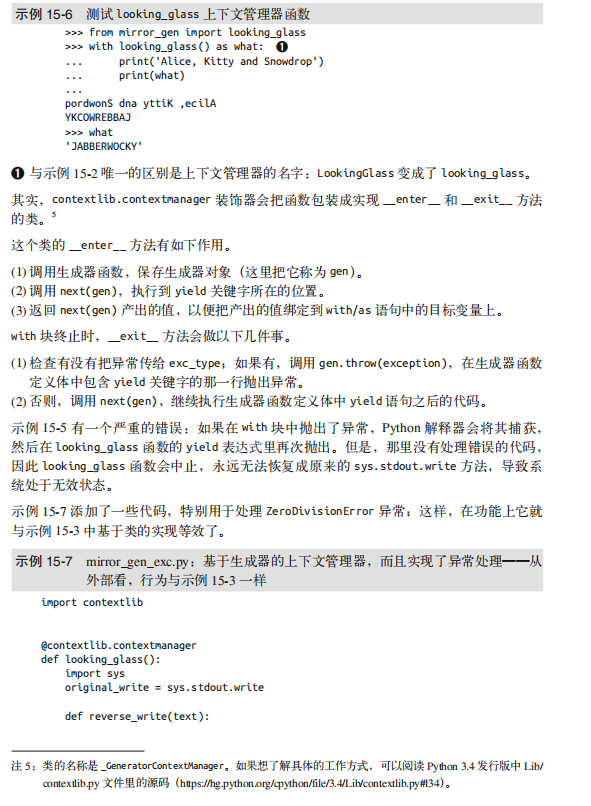 示例 15-6 测试 looking_glass 上下文管理器函数
>>> from mirror_gen import looking_glass
>>> with looking_glass() as what: ❶
...     print('Alice, Kitty and Snowdrop')
...     print(what)
...
pordwonS dna yttiK ,ecilA
YKCOWREBBAJ
>>> what
'JABBERWOCKY'
❶ 与示例 15-2 唯一的区别是上下文管理器的名字：LookingGlass 变成了 looking_glass。
其实，contextlib.contextmanager 装饰器会把函数包装成实现 __enter__ 和 __exit__ 方法
的类。5
这个类的 __enter__ 方法有如下作用。
(1) 调用生成器函数，保存生成器对象（这里把它称为 gen）。
(2) 调用 next(gen)，执行到 yield 关键字所在的位置。
(3) 返回 next(gen) 产出的值，以便把产出的值绑定到 with/as 语句中的目标变量上。
with 块终止时，__exit__ 方法会做以下几件事。
(1) 检查有没有把异常传给 exc_type；如果有，调用 gen.throw(exception)，在生成器函数
定义体中包含 yield 关键字的那一行抛出异常。
(2) 否则，调用 next(gen)，继续执行生成器函数定义体中 yield 语句之后的代码。
示例 15-5 有一个严重的错误：如果在 with 块中抛出了异常，Python 解释器会将其捕获，
然后在 looking_glass 函数的 yield 表达式里再次抛出。但是，那里没有处理错误的代码，
因此 looking_glass 函数会中止，永远无法恢复成原来的 sys.stdout.write 方法，导致系
统处于无效状态。
示例 15-7 添加了一些代码，特别用于处理 ZeroDivisionError 异常；这样，在功能上它就
与示例 15-3 中基于类的实现等效了。
示例 15-7 mirror_gen_exc.py：基于生成器的上下文管理器，而且实现了异常处理——从
外部看，行为与示例 15-3 一样
import contextlib
@contextlib.contextmanager
def looking_glass():
    import sys
    original_write = sys.stdout.write
    def reverse_write(text):
注 5：类的名称是 _GeneratorContextManager。如果想了解具体的工作方式，可以阅读 Python 3.4 发行版中 Lib/
contextlib.py 文件里的源码（https://hg.python.org/cpython/file/3.4/Lib/contextlib.py#l34）。